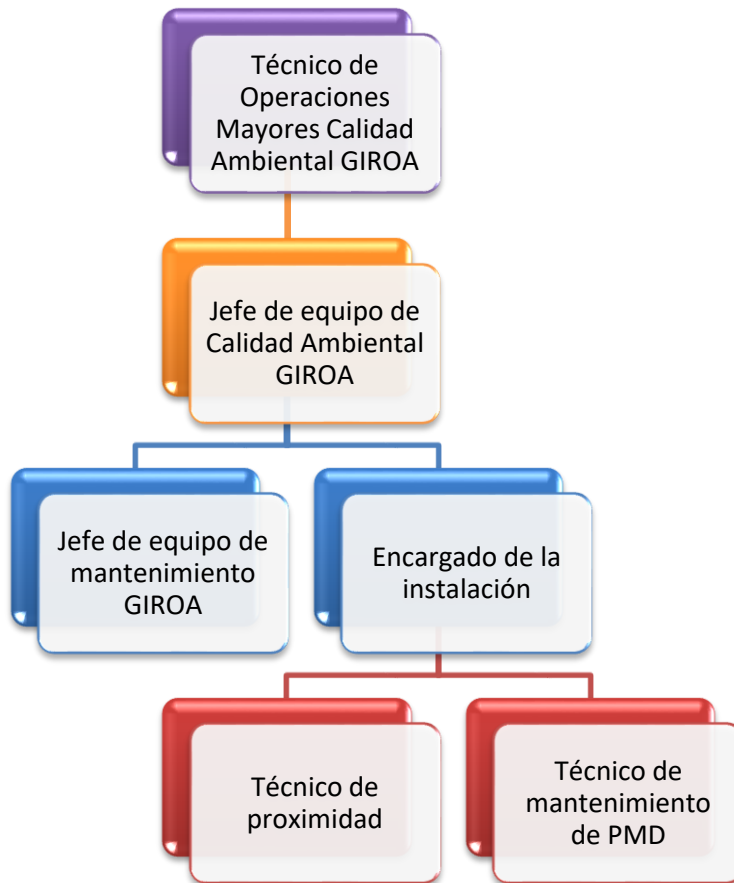 Técnico de
Operaciones
Mayores Calidad
Ambiental GIROA
Jefe de equipo de
Calidad Ambiental
GIROA
Jefe de equipo de
mantenimiento
GIROA
Encargado de la
instalación
Técnico de
proximidad
Técnico de
mantenimiento
de PMD